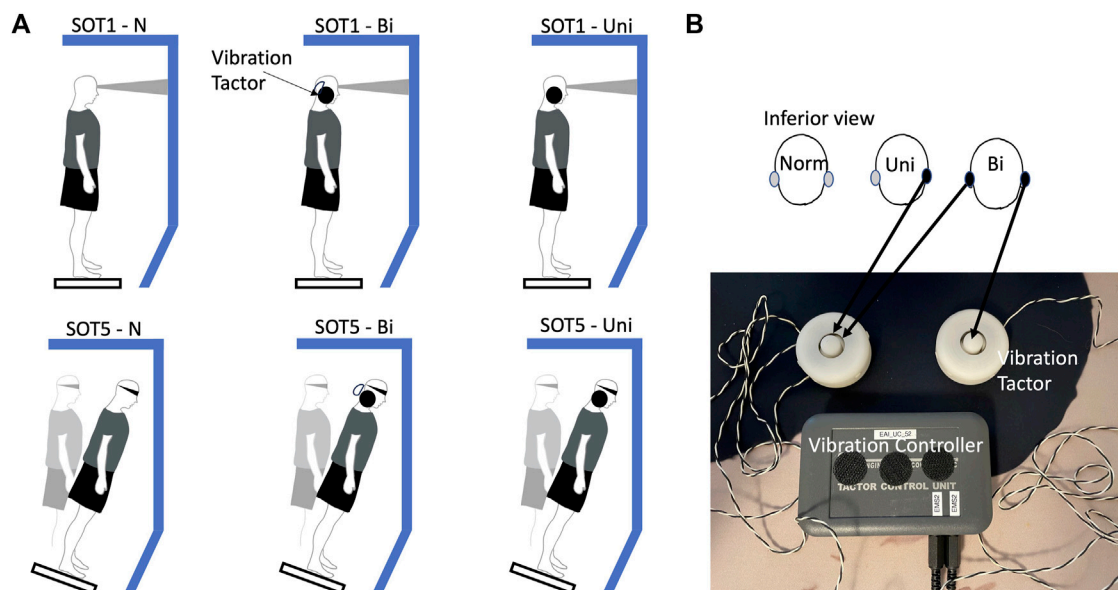 A
SOT1 - N
SOT1 - Bi
SOT1 - Uni
Vibration
Tactor
SOT5 - N
SOT5 - Bi
SOT5 - Uni
B
Inferior view
Norm
Uni
Bi
Vibration
Tactor
EAI_UC_52
Vibration Controller
TACTOR CONTROL UNIT
EMS2
EMS2